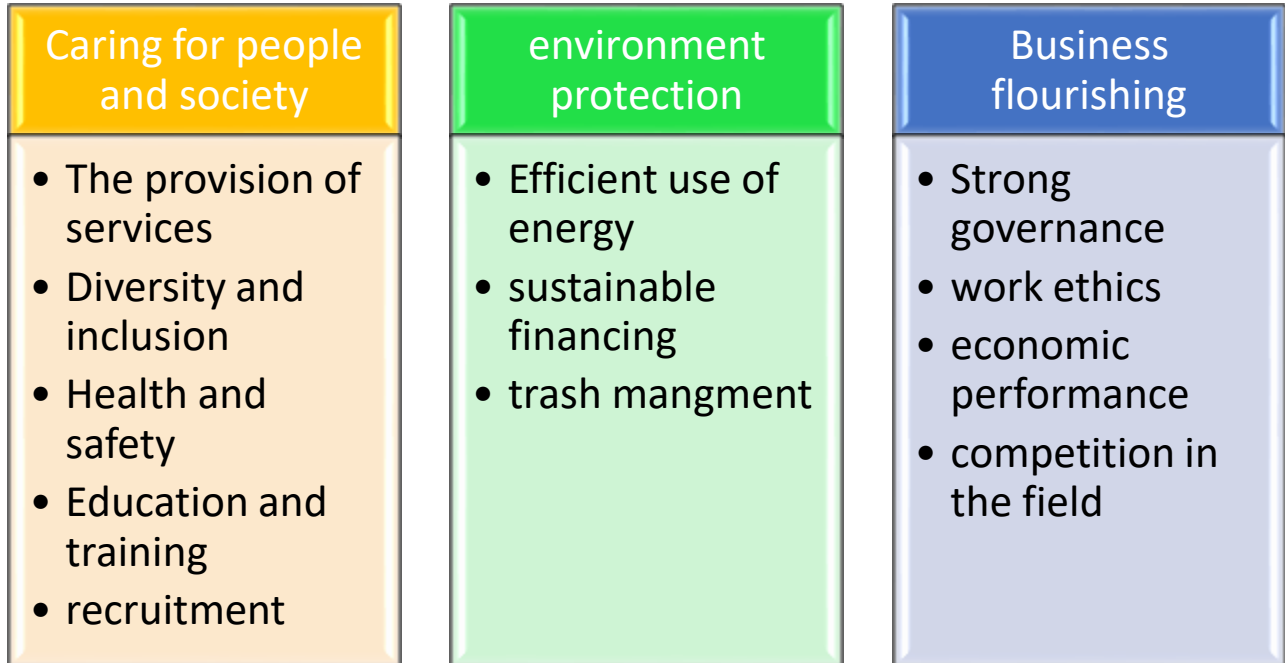 Caring for people
and society
• The provision of
services
• Diversity and
inclusion
• Health and
safety
• Education and
training
• recruitment
environment
protection
• Efficient use of
energy
• sustainable
financing
• trash mangment
Business
flourishing
• Strong
governance
• work ethics
• economic
performance
• competition in
the field